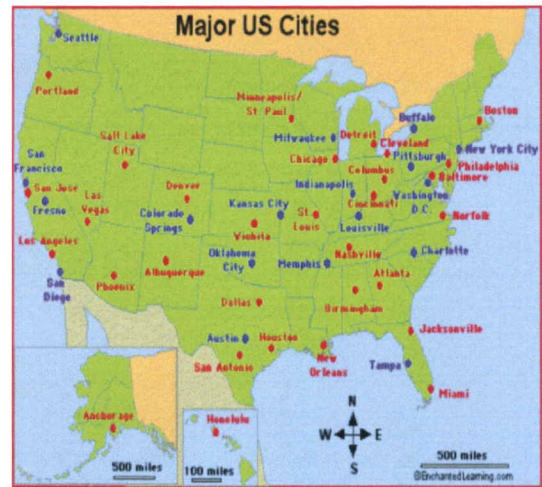 Major US Cities
Seattle
Portland
Minneapolis/
St. Paul
Buffalo
Boston
Milwaukee
Detroit
Cleveland
New York City
Salt Lake
City
Chicago
Pittsburgh
Philadelphia
San
Francisco
Columbus
Baltimore
San José
Denver
Indianapolis
Washington
D.C.
Fresno
Las
Vegas
Colorado
Springs
Kansas City
St.
Louis
Cincinnati
Louisville
Norfolk
Wichita
Los Angeles
Oklahoma
City
Memphis
Nashville
Charlotte
Albuquerque
Atlanta
San
Diego
Phoenix
Dallas
Birmingham
Austin
Houston
Jacksonville
San Antonio
New
Orleans
Tampa
Miami
Anchorage
Honolulu
N
W
E
S
500 miles
100 miles
500 miles
©EnchantedLearning.com